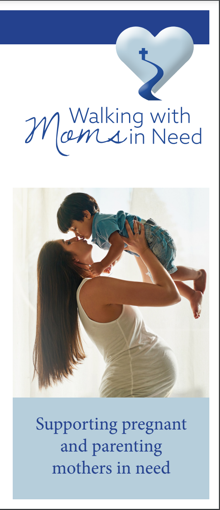 Walking with
Moms in Need
Supporting pregnant
and parenting
mothers in need